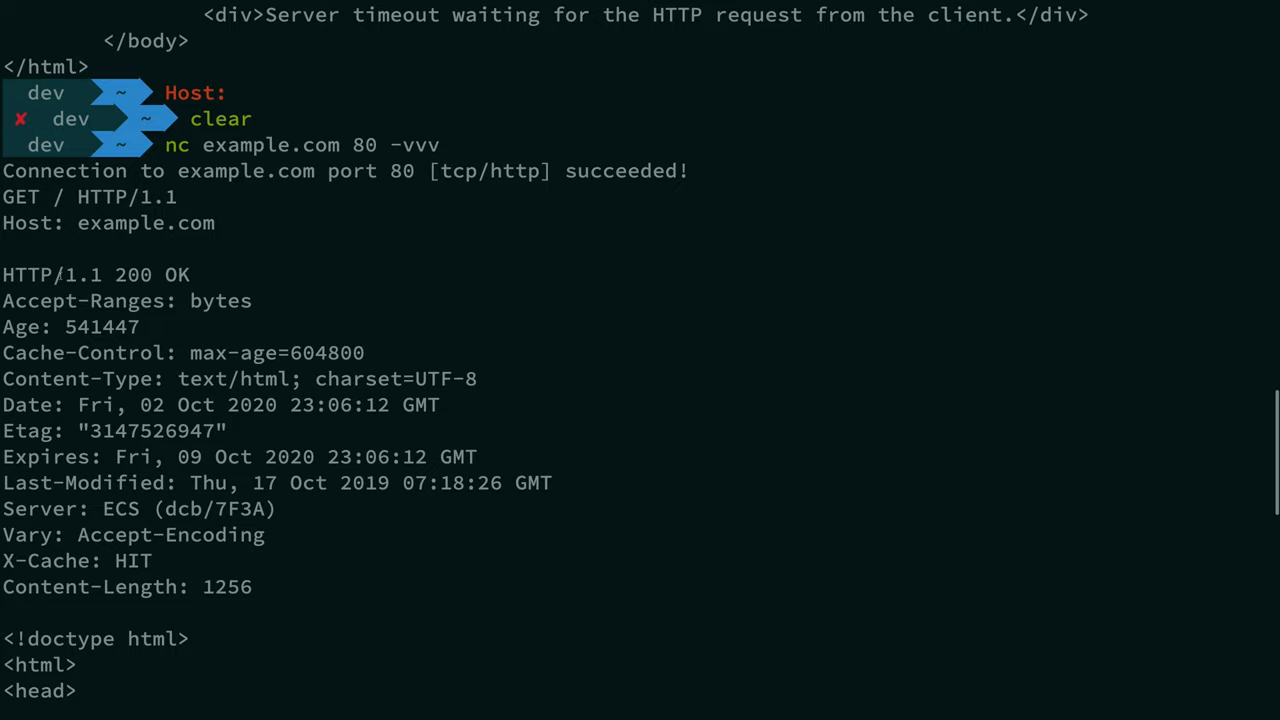 <div>Server timeout waiting for the HTTP request from the client.</div>
</body>
</html>
dev ~ Host:
✘ dev ~ clear
dev ~ nc example.com 80 -vvv
Connection to example.com port 80 [tcp/http] succeeded!
GET / HTTP/1.1
Host: example.com
HTTP/1.1 200 OK
Accept-Ranges: bytes
Age: 541447
Cache-Control: max-age=604800
Content-Type: text/html; charset=UTF-8
Date: Fri, 02 Oct 2020 23:06:12 GMT
Etag: "3147526947"
Expires: Fri, 09 Oct 2020 23:06:12 GMT
Last-Modified: Thu, 17 Oct 2019 07:18:26 GMT
Server: ECS (dcb/7F3A)
Vary: Accept-Encoding
X-Cache: HIT
Content-Length: 1256
<!doctype html>
<html>
<head>